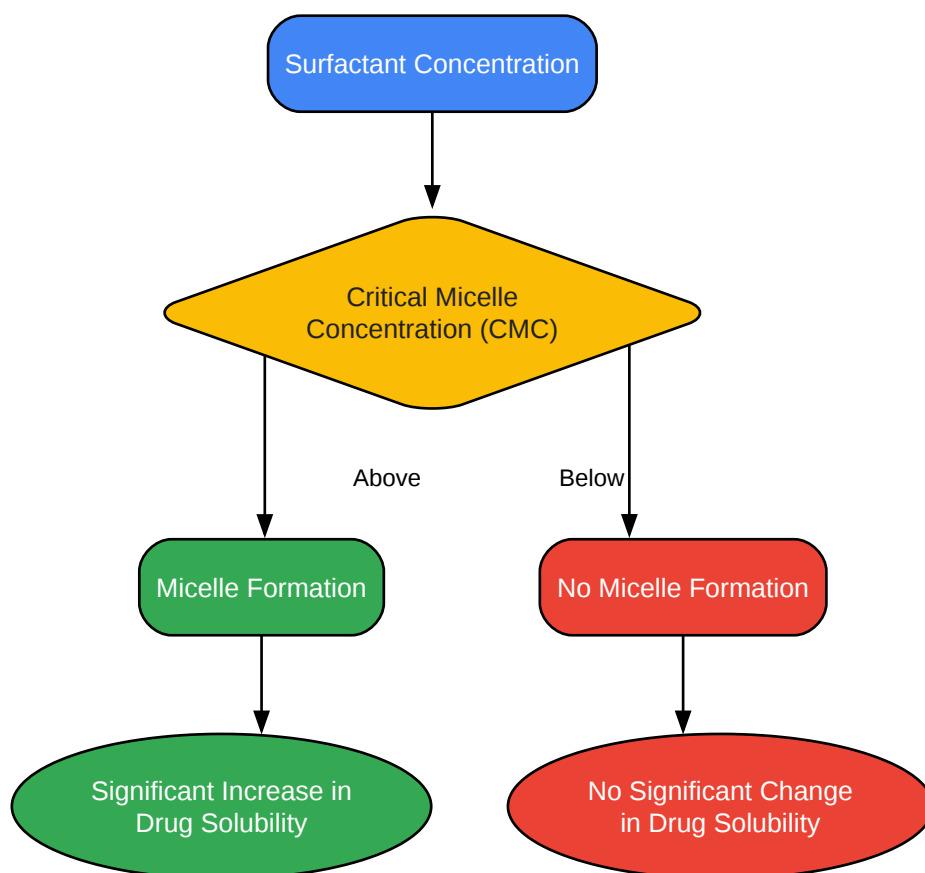 Surfactant Concentration
Critical Micelle
Concentration (CMC)
Above
Below
Micelle Formation
No Micelle Formation
Significant Increase in
Drug Solubility
No Significant Change
in Drug Solubility